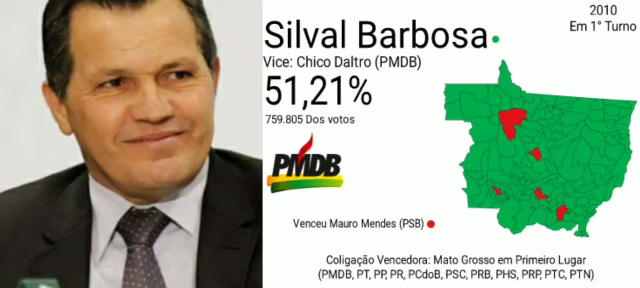 2010
Em 1° Turno
Silval Barbosa
Vice: Chico Daltro (PMDB)
51,21%
759.805 Dos votos
PMDB
Venceu Mauro Mendes (PSB)
Coligação Vencedora: Mato Grosso em Primeiro Lugar
(PMDB, PT, PP, PR, PCdoB, PSC, PRB, PHS, PRP, PTC, PTN)